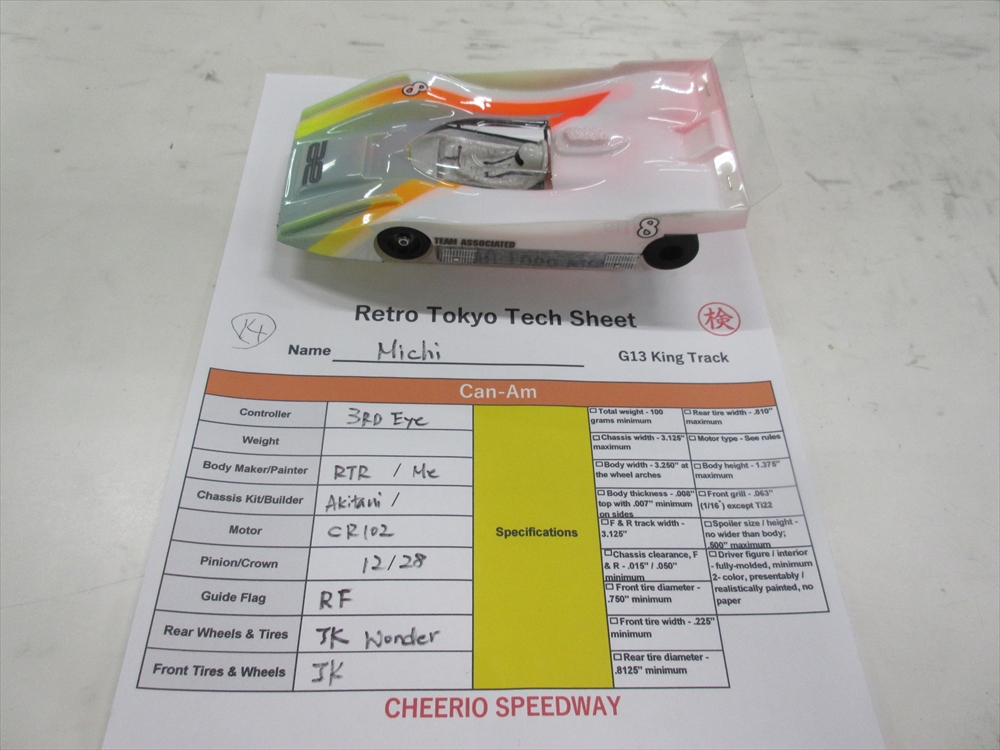 8
8
TEAM ASSOCIATED
8
Retro Tokyo Tech Sheet
検
K4
Name Michi
G13 King Track
Can-Am
Controller 3RD Eye
Weight
Body Maker/Painter RTR / Me
Chassis Kit/Builder Akitani /
Motor CR102
Pinion/Crown 12/28
Guide Flag RF
Rear Wheels & Tires JK Wonder
Front Tires & Wheels JK
Specifications
Total weight - 100
grams minimum
Chassis width - 3.125"
maximum
Body width - 3.250" at
the wheel arches
Body thickness - .008"
top with .007" minimum
on sides
F & R track width -
3.125"
Chassis clearance, F
& R - .015" / .050"
minimum
Front tire diameter -
.750" minimum
Front tire width - .225"
minimum
Rear tire diameter -
.8125" minimum
Rear tire width - .810"
maximum
Motor type - See rules
Body height - 1.375"
maximum
Front grill - .063"
(1/16") except Ti22
Spoiler size / height -
no wider than body;
.500" maximum
Driver figure / interior
- fully-molded, minimum
2- color, presentably /
realistically painted, no
paper
CHEERIO SPEEDWAY